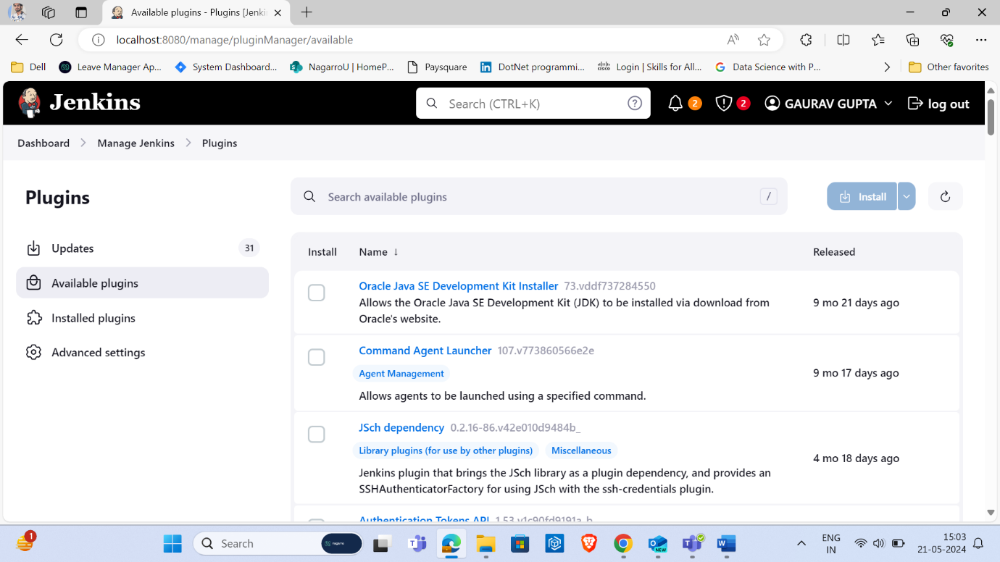 Available plugins - Plugins [Jenki
localhost:8080/manage/pluginManager/available
Dell
Leave Manager Ap...
System Dashboard...
NagarroU | HomeP...
Paysquare
DotNet programmi...
Login | Skills for All...
Data Science with P...
Other favorites
Jenkins
Search (CTRL+K)
2
2
GAURAV GUPTA
log out
Dashboard
Manage Jenkins
Plugins
Plugins
Search available plugins
/
Install
Updates
31
Available plugins
Installed plugins
Advanced settings
Install
Name ↓
Released
Oracle Java SE Development Kit Installer 73.vddf737284550
Allows the Oracle Java SE Development Kit (JDK) to be installed via download from
Oracle's website.
9 mo 21 days ago
Command Agent Launcher 107.v773860566e2e
Agent Management
Allows agents to be launched using a specified command.
9 mo 17 days ago
JSch dependency 0.2.16-86.v42e010d9484b_
Library plugins (for use by other plugins)
Miscellaneous
Jenkins plugin that brings the JSch library as a plugin dependency, and provides an
SSHAuthenticatorFactory for using JSch with the ssh-credentials plugin.
4 mo 18 days ago
Authentication Tokens API 1.53.v1c90fd9191a_b_
1
Search
nagarro
NEW
ENG
IN
15:03
21-05-2024